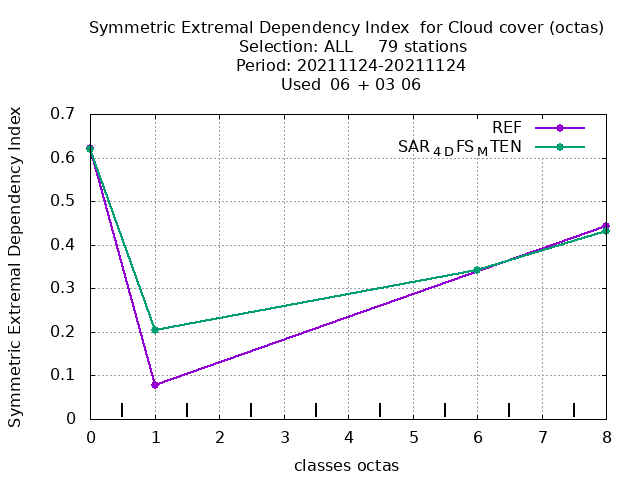 Symmetric Extremal Dependency Index  for Cloud cover (octas)
Selection: ALL     79 stations
Period: 20211124-20211124
Used  06 + 03 06
Symmetric Extremal Dependency Index
0.7
0.6
0.5
0.4
0.3
0.2
0.1
0
REF
SAR4DFSMTEN
0 1 2 3 4 5 6 7 8
classes octas